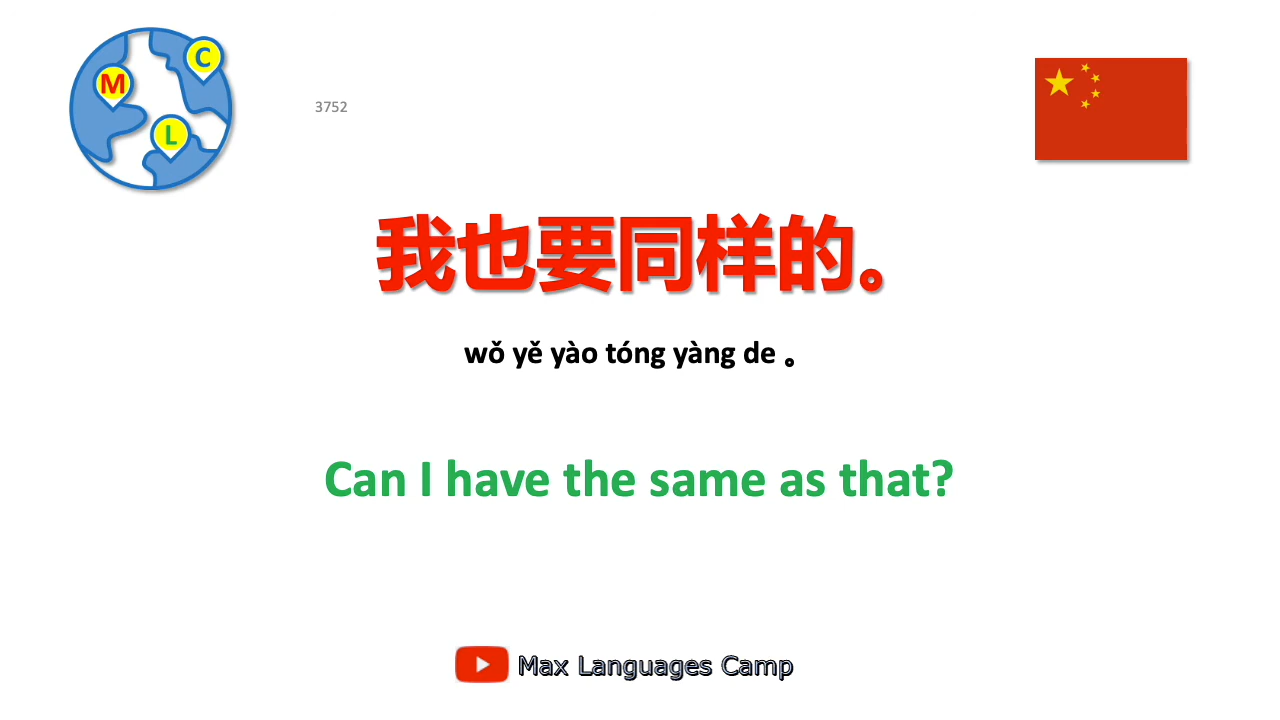 M
C
L
3752
我也要同样的。
wǒ yě yào tóng yàng de 。
Can I have the same as that?
Max Languages Camp